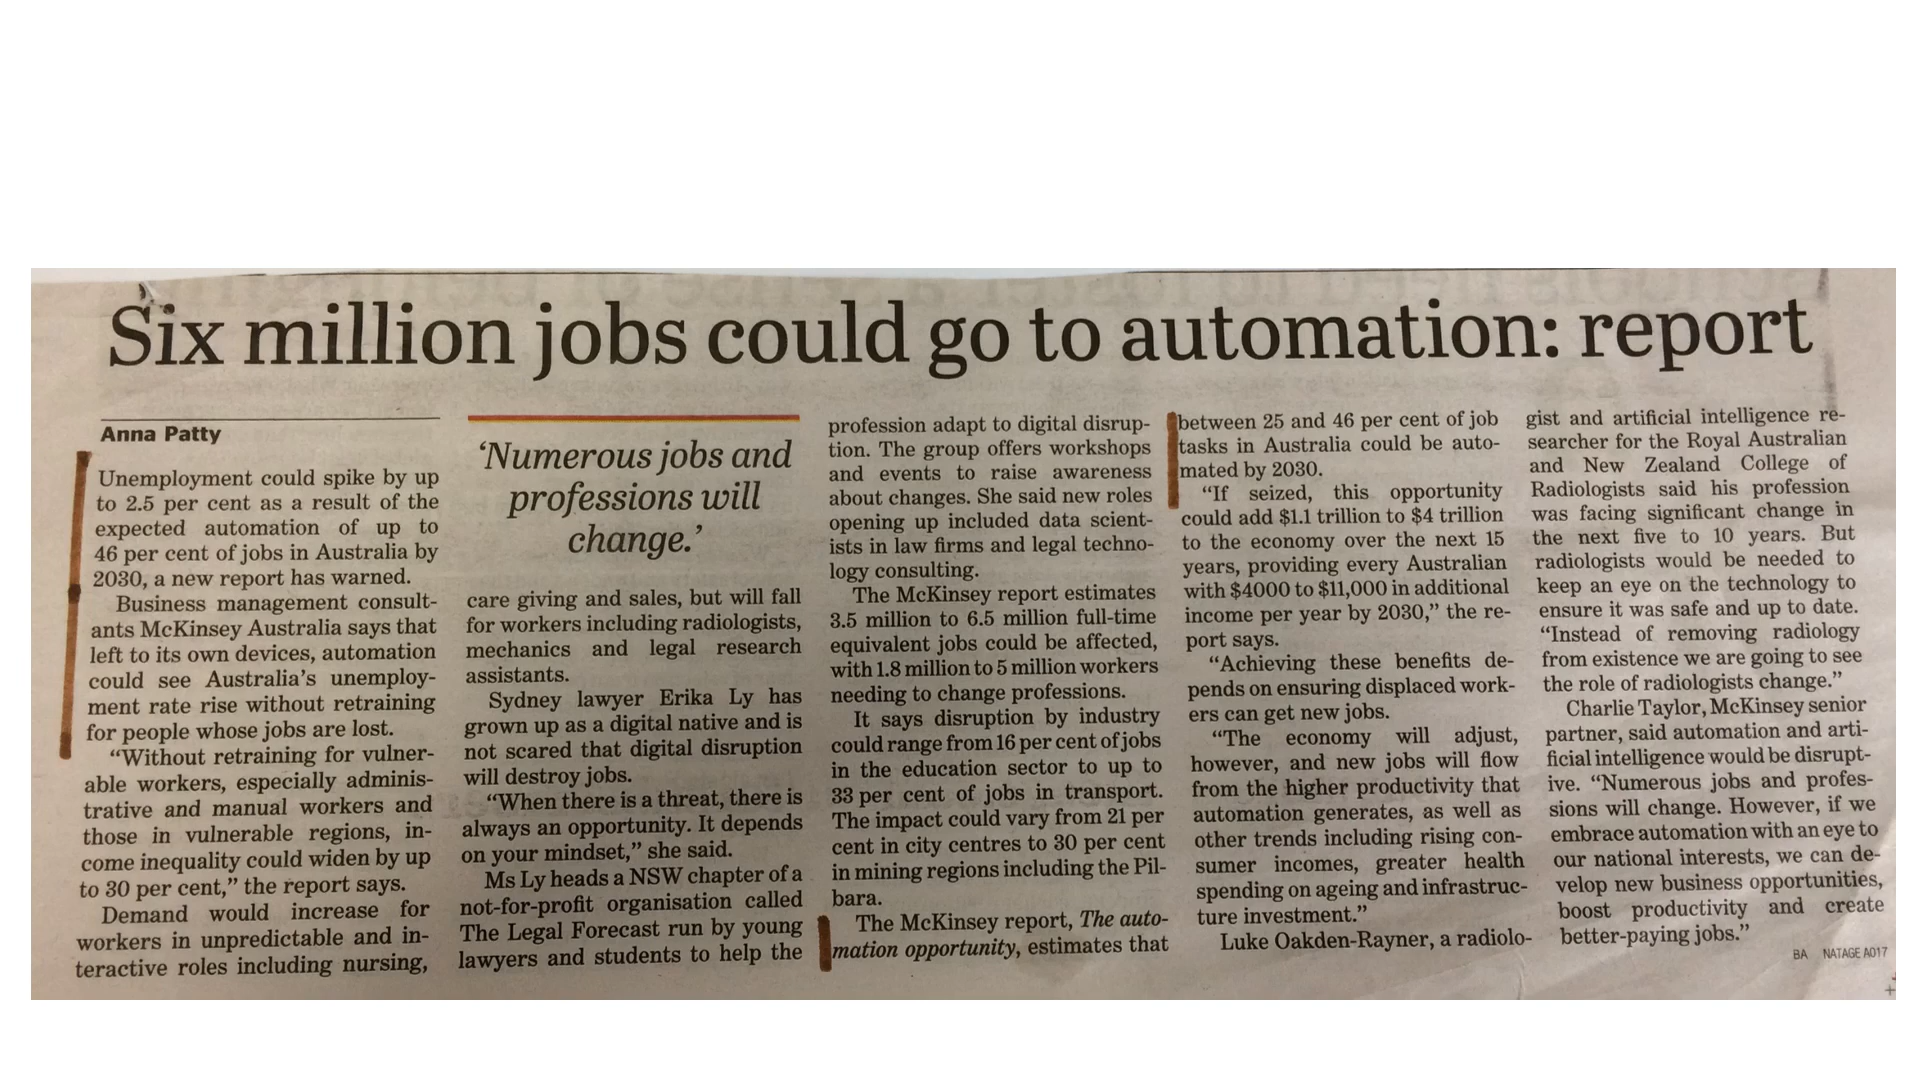 Six million jobs could go to automation: report
Anna Patty
Unemployment could spike by up
to 2.5 per cent as a result of the
expected automation of up to
46 per cent of jobs in Australia by
2030, a new report has warned.
Business management consult-
ants McKinsey Australia says that
left to its own devices, automation
could see Australia's unemploy-
ment rate rise without retraining
for people whose jobs are lost.
"Without retraining for vulner-
able workers, especially adminis-
trative and manual workers and
those in vulnerable regions, in-
come inequality could widen by up
to 30 per cent," the report says.
Demand would increase for
workers in unpredictable and in-
teractive roles including nursing,
'Numerous jobs and
professions will
change.'
care giving and sales, but will fall
for workers including radiologists,
mechanics and legal research
assistants.
Sydney lawyer Erika Ly has
grown up as a digital native and is
not scared that digital disruption
will destroy jobs.
"When there is a threat, there is
always an opportunity. It depends
on your mindset," she said.
Ms Ly heads a NSW chapter of a
not-for-profit organisation called
The Legal Forecast run by young
lawyers and students to help the
profession adapt to digital disrup-
tion. The group offers workshops
and events to raise awareness
about changes. She said new roles
opening up included data scient-
ists in law firms and legal techno-
logy consulting.
The McKinsey report estimates
3.5 million to 6.5 million full-time
equivalent jobs could be affected,
with 1.8 million to 5 million workers
needing to change professions.
It says disruption by industry
could range from 16 per cent of jobs
in the education sector to up to
33 per cent of jobs in transport.
The impact could vary from 21 per
cent in city centres to 30 per cent
in mining regions including the Pil-
bara.
The McKinsey report, The auto-
mation opportunity, estimates that
between 25 and 46 per cent of job
tasks in Australia could be auto-
mated by 2030.
"If seized, this opportunity
could add $1.1 trillion to $4 trillion
to the economy over the next 15
years, providing every Australian
with $4000 to $11,000 in additional
income per year by 2030," the re-
port says.
"Achieving these benefits de-
pends on ensuring displaced work-
ers can get new jobs.
"The economy will adjust,
however, and new jobs will flow
from the higher productivity that
automation generates, as well as
other trends including rising con-
sumer incomes, greater health
spending on ageing and infrastruc-
ture investment."
Luke Oakden-Rayner, a radiolo-
gist and artificial intelligence re-
searcher for the Royal Australian
and New Zealand College of
Radiologists said his profession
was facing significant change in
the next five to 10 years. But
radiologists would be needed to
keep an eye on the technology to
ensure it was safe and up to date.
"Instead of removing radiology
from existence we are going to see
the role of radiologists change."
Charlie Taylor, McKinsey senior
partner, said automation and arti-
ficial intelligence would be disrupt-
ive. "Numerous jobs and profes-
sions will change. However, if we
embrace automation with an eye to
our national interests, we can de-
velop new business opportunities,
boost productivity and create
better-paying jobs."
BA NATAGE A017